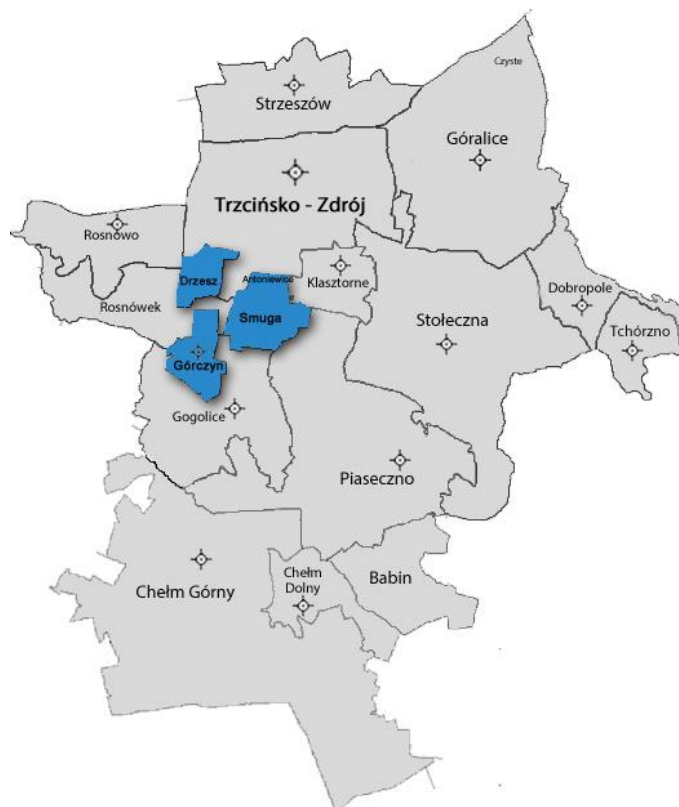 Czyste
Strzeszów
Góralice
Trzcińsko - Zdrój
Rosnowo
Drzesz
Antoniewice
Klasztorne
Dobropole
Rosnówek
Smuga
Stołeczna
Tchórzno
Górczyn
Gogolice
Piaseczno
Chełm Górny
Chełm
Dolny
Babin